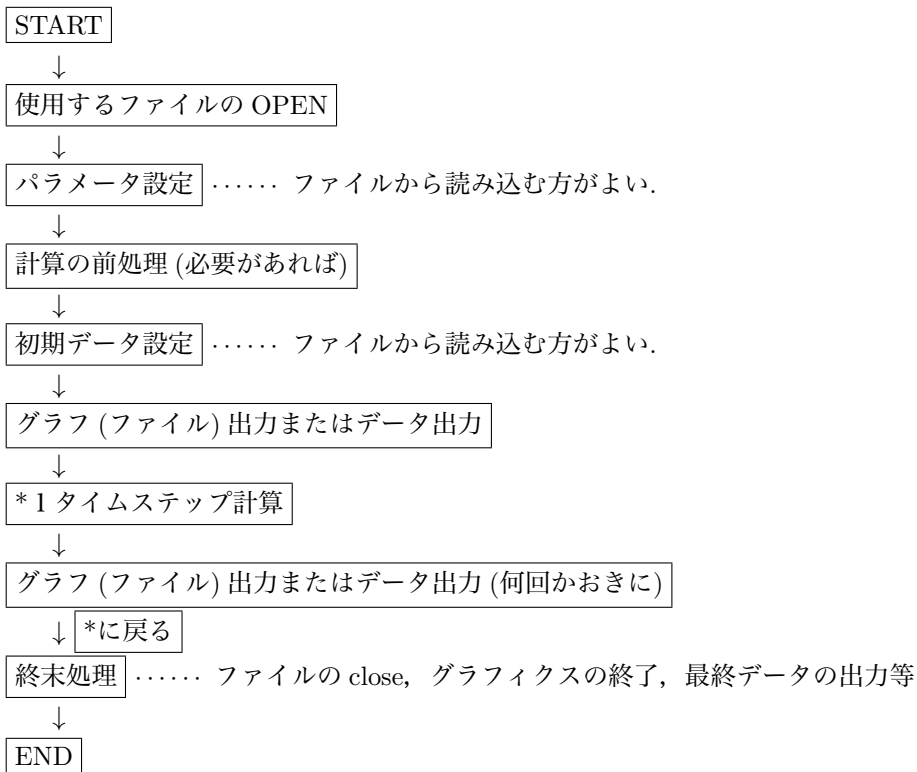 START
↓
使用するファイルの OPEN
↓
パラメータ設定 ······ ファイルから読み込む方がよい.
↓
計算の前処理 (必要があれば)
↓
初期データ設定 ······ ファイルから読み込む方がよい.
↓
グラフ (ファイル) 出力またはデータ出力
↓
* 1 タイムステップ計算
↓
グラフ (ファイル) 出力またはデータ出力 (何回かおきに)
↓ *に戻る
終末処理 ······ ファイルの close, グラフィクスの終了, 最終データの出力等
↓
END